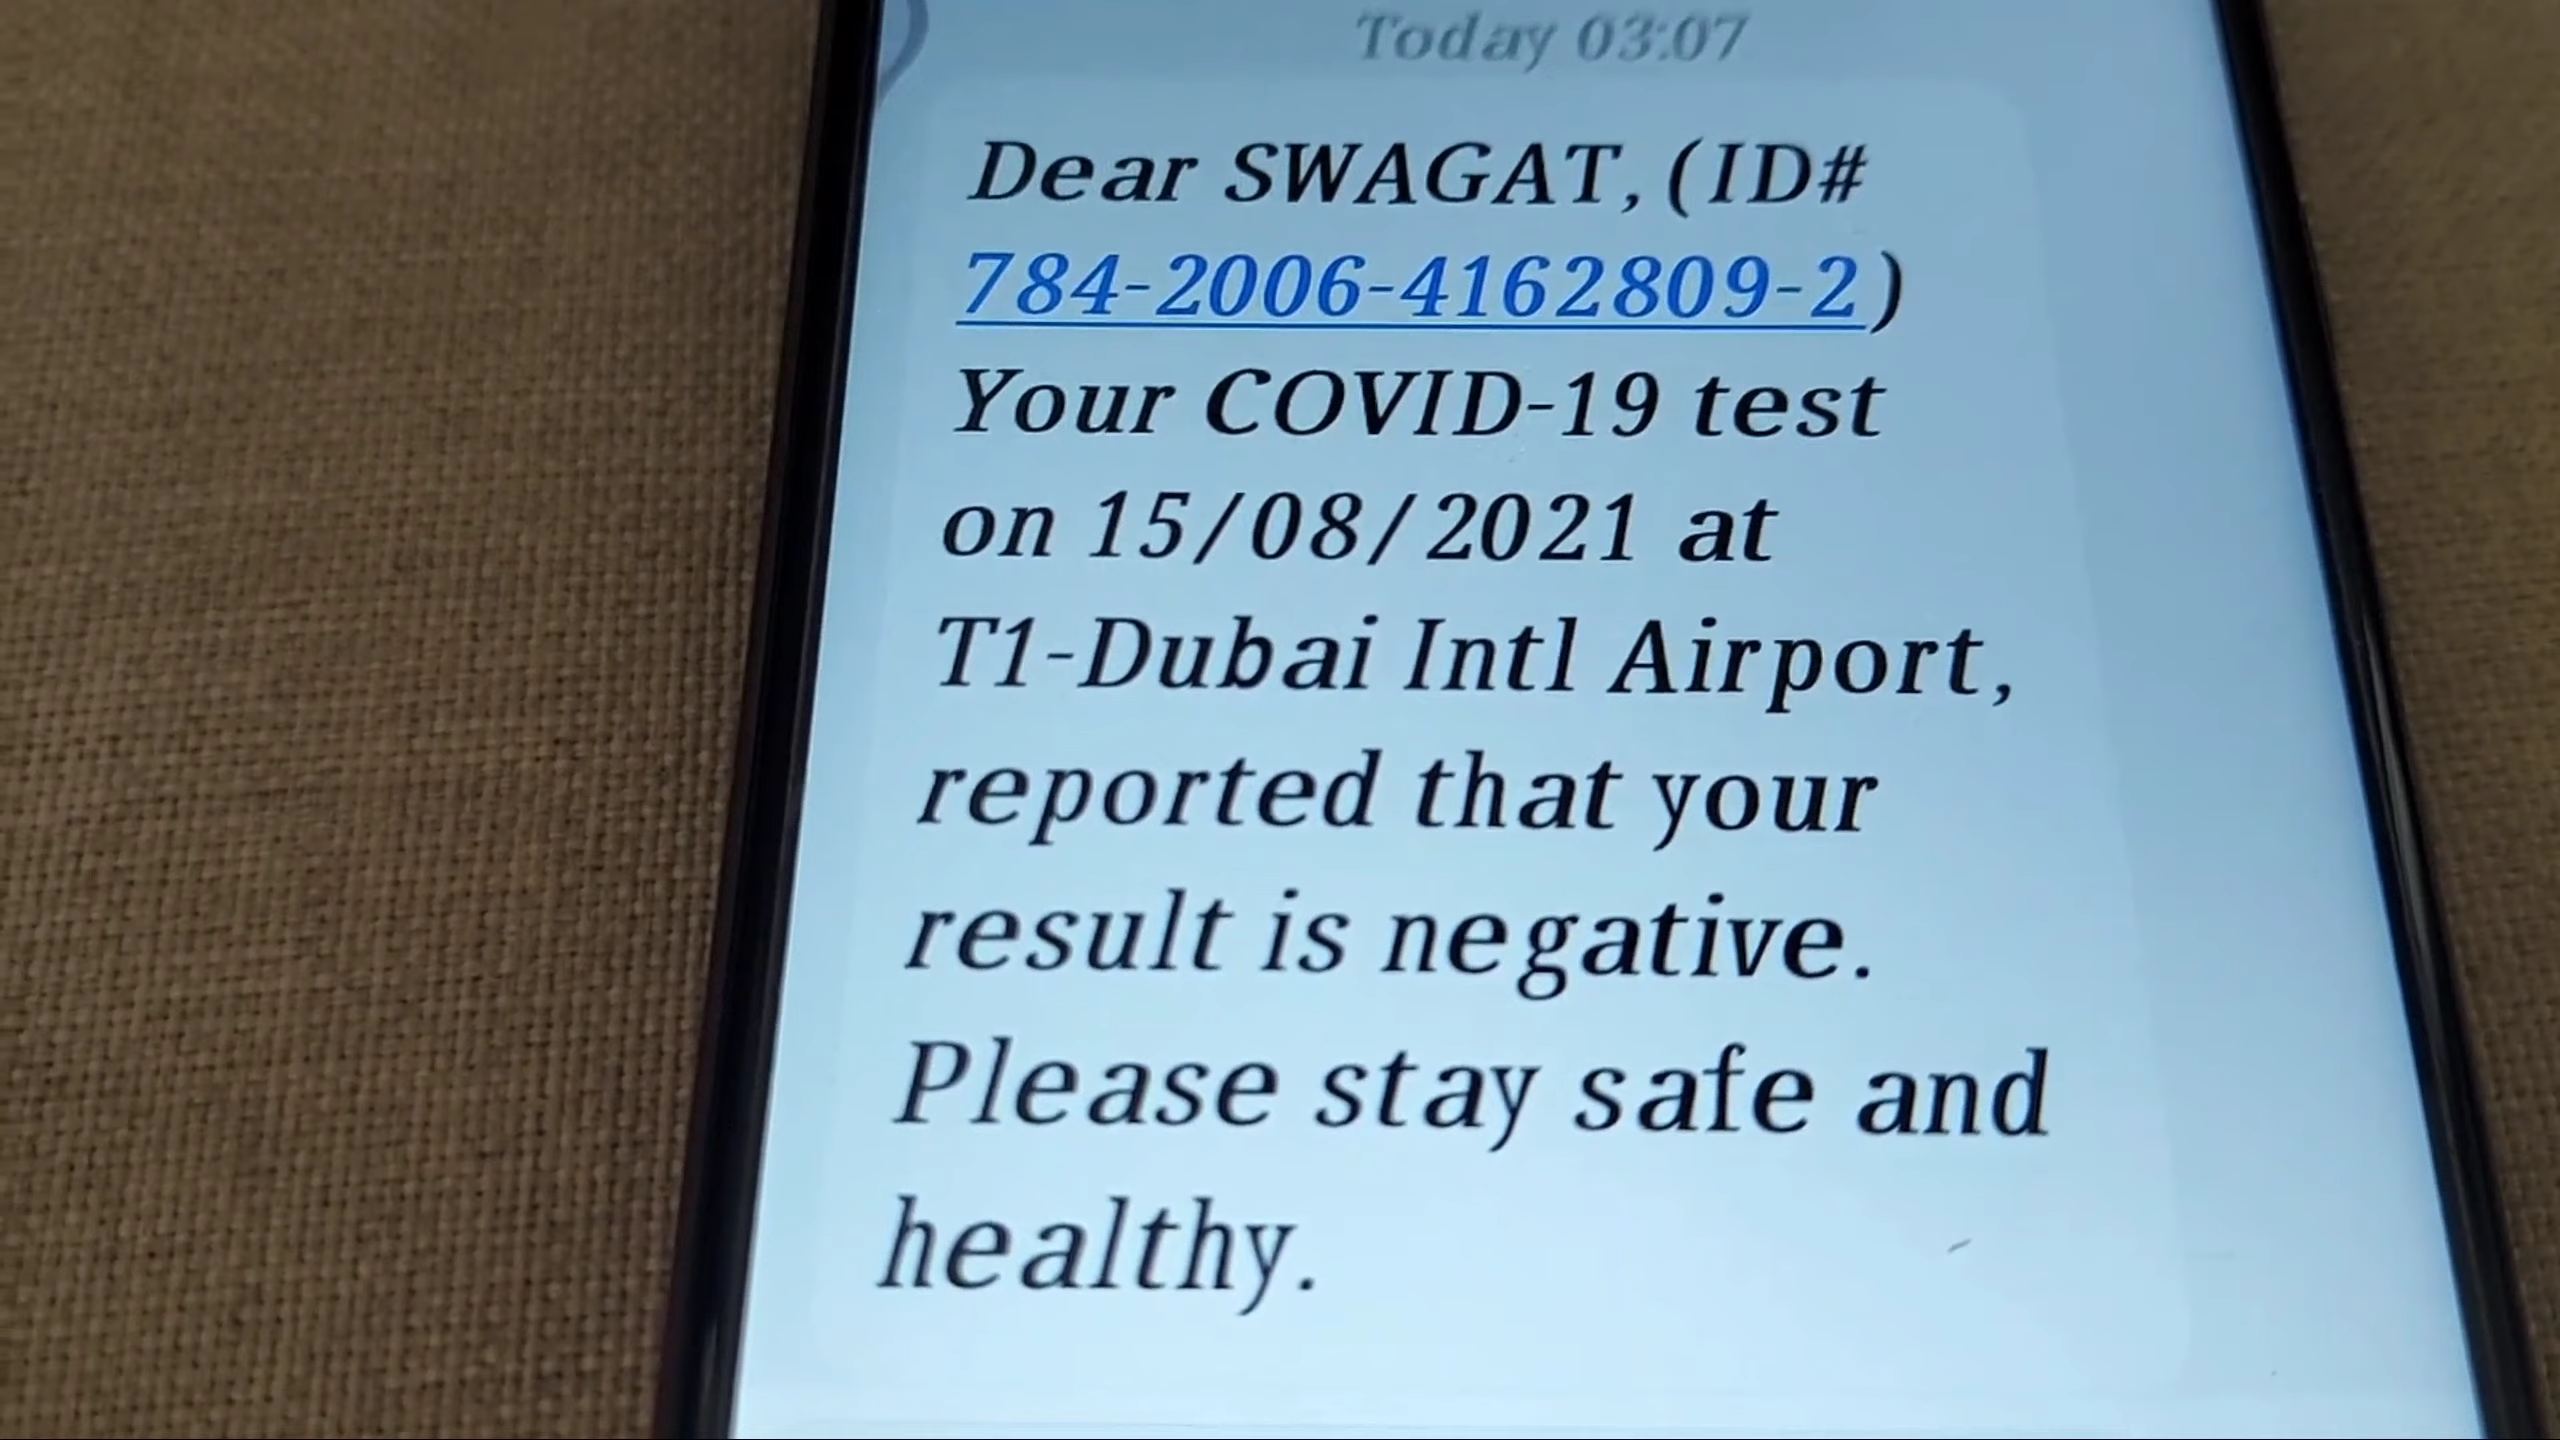 Today 03:07
Dear SWAGAT, (ID#
784-2006-4162809-2)
Your COVID-19 test
on 15/08/2021 at
T1-Dubai Intl Airport,
reported that your
result is negative.
Please stay safe and
healthy.